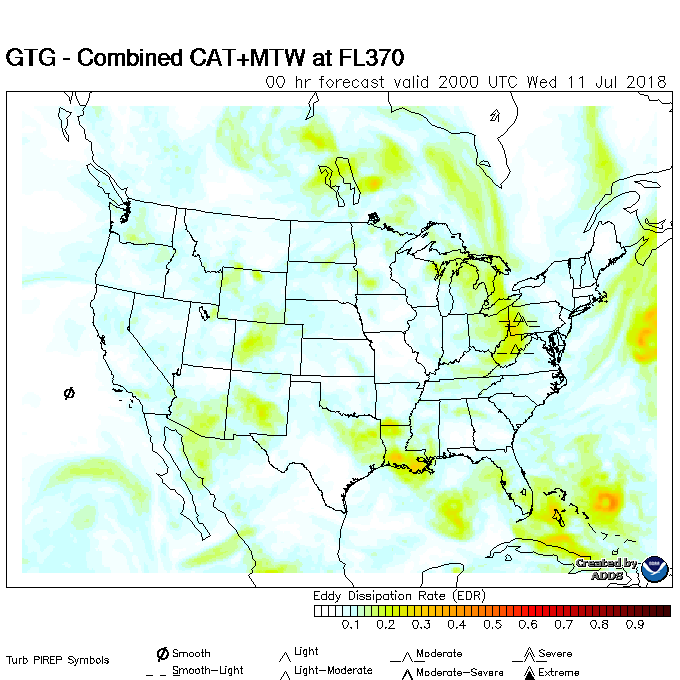 GTG - Combined CAT+MTW at FL370
00 hr forecast valid 2000 UTC Wed 11 Jul 2018
Created by
ADDS
Eddy Dissipation Rate (EDR)
0.1 0.2 0.3 0.4 0.5 0.6 0.7 0.8 0.9
Turb PIREP Symbols
Smooth Light Moderate Severe
Smooth-Light Light-Moderate Moderate-Severe Extreme